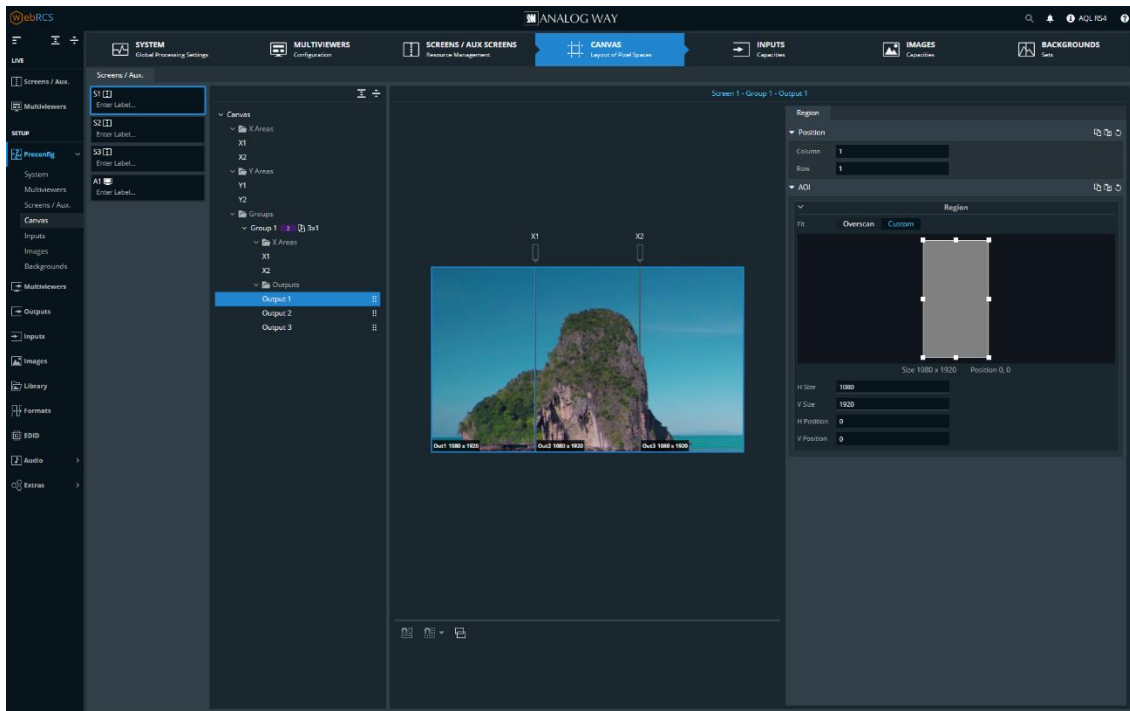 WebRCS
ANALOG WAY
AQL RS4
LIVE
Screens / Aux.
Multiviewers
SETUP
Preconfig
System
Multiviewers
Screens / Aux.
Canvas
Inputs
Images
Backgrounds
Multiviewers
Outputs
Inputs
Images
Library
Formats
EDID
Audio
Extras
SYSTEM
Global Processing Settings
MULTIVIEWERS
Configuration
SCREENS / AUX SCREENS
Resource Management
CANVAS
Layout of Pixel Spaces
INPUTS
Capacities
IMAGES
Capacities
BACKGROUNDS
Sets
Screens / Aux.
S1
Enter Label...
S2
Enter Label...
S3
Enter Label...
A1
Enter Label...
Canvas
X Areas
X1
X2
Y Areas
Y1
Y2
Groups
Group 1 2 3x1
X Areas
X1
X2
Outputs
Output 1
Output 2
Output 3
Screen 1 - Group 1 - Output 1
X1 X2
Out1 1080 x 1920 Out2 1080 x 1920 Out3 1080 x 1920
Region
Position
Column 1
Row 1
AOI
Region
Fit Overscan Custom
Size 1080 x 1920 Position 0, 0
H Size 1080
V Size 1920
H Position 0
V Position 0